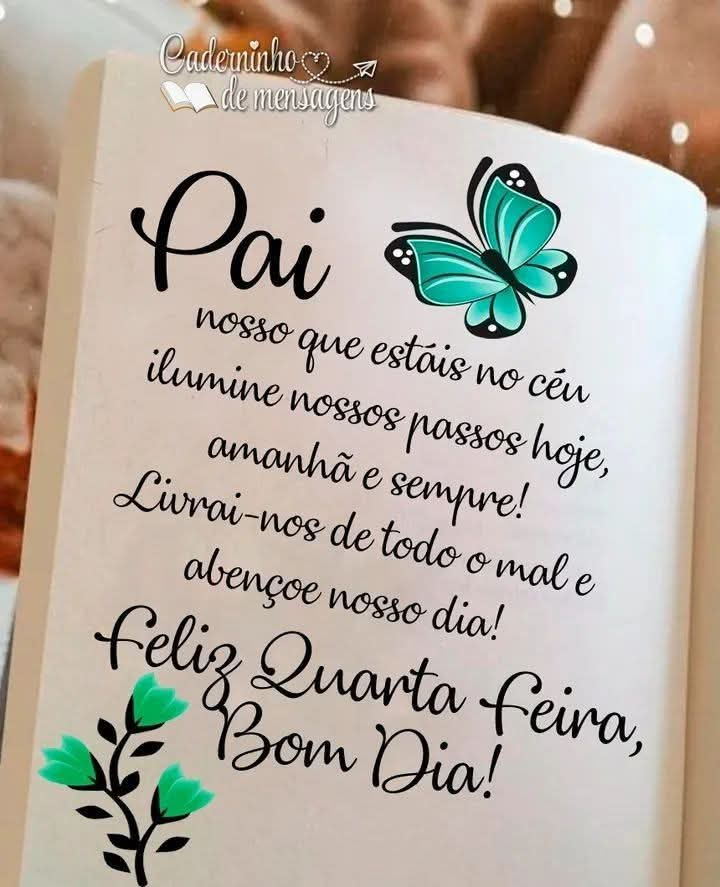 Caderninho
de mensagens
Pai
nosso que estáis no céu
ilumine nossos passos hoje,
amanhã e sempre!
Livrai-nos de todo o mal e
abençoe nosso dia!
Feliz Quarta Feira,
Bom Dia!